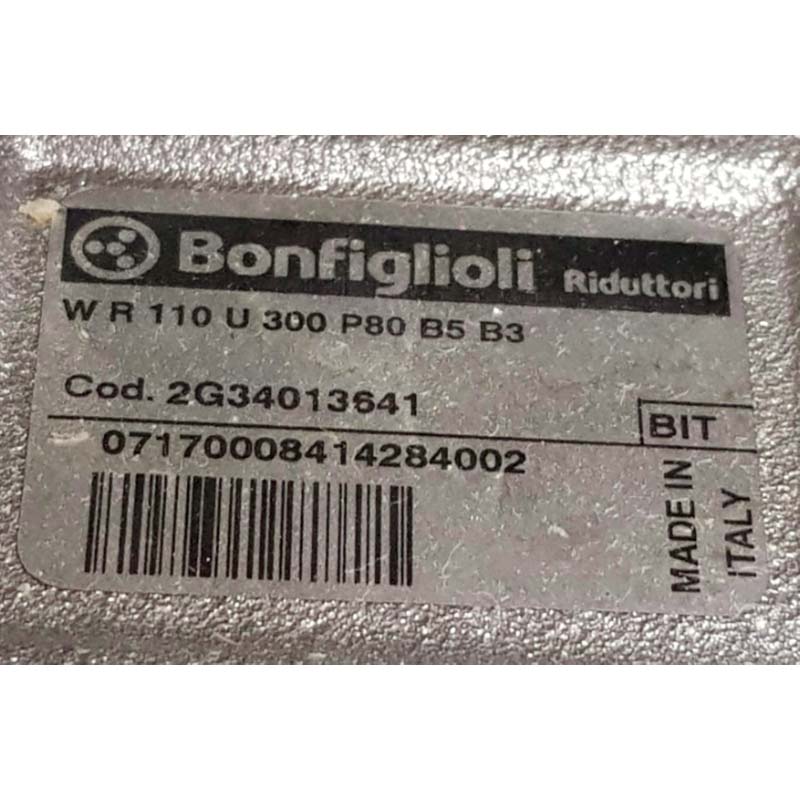 Bonfiglioli Riduttori
W R 110 U 300 P80 B5 B3
Cod. 2G34013641
BIT
07170008414284002
MADE IN
ITALY